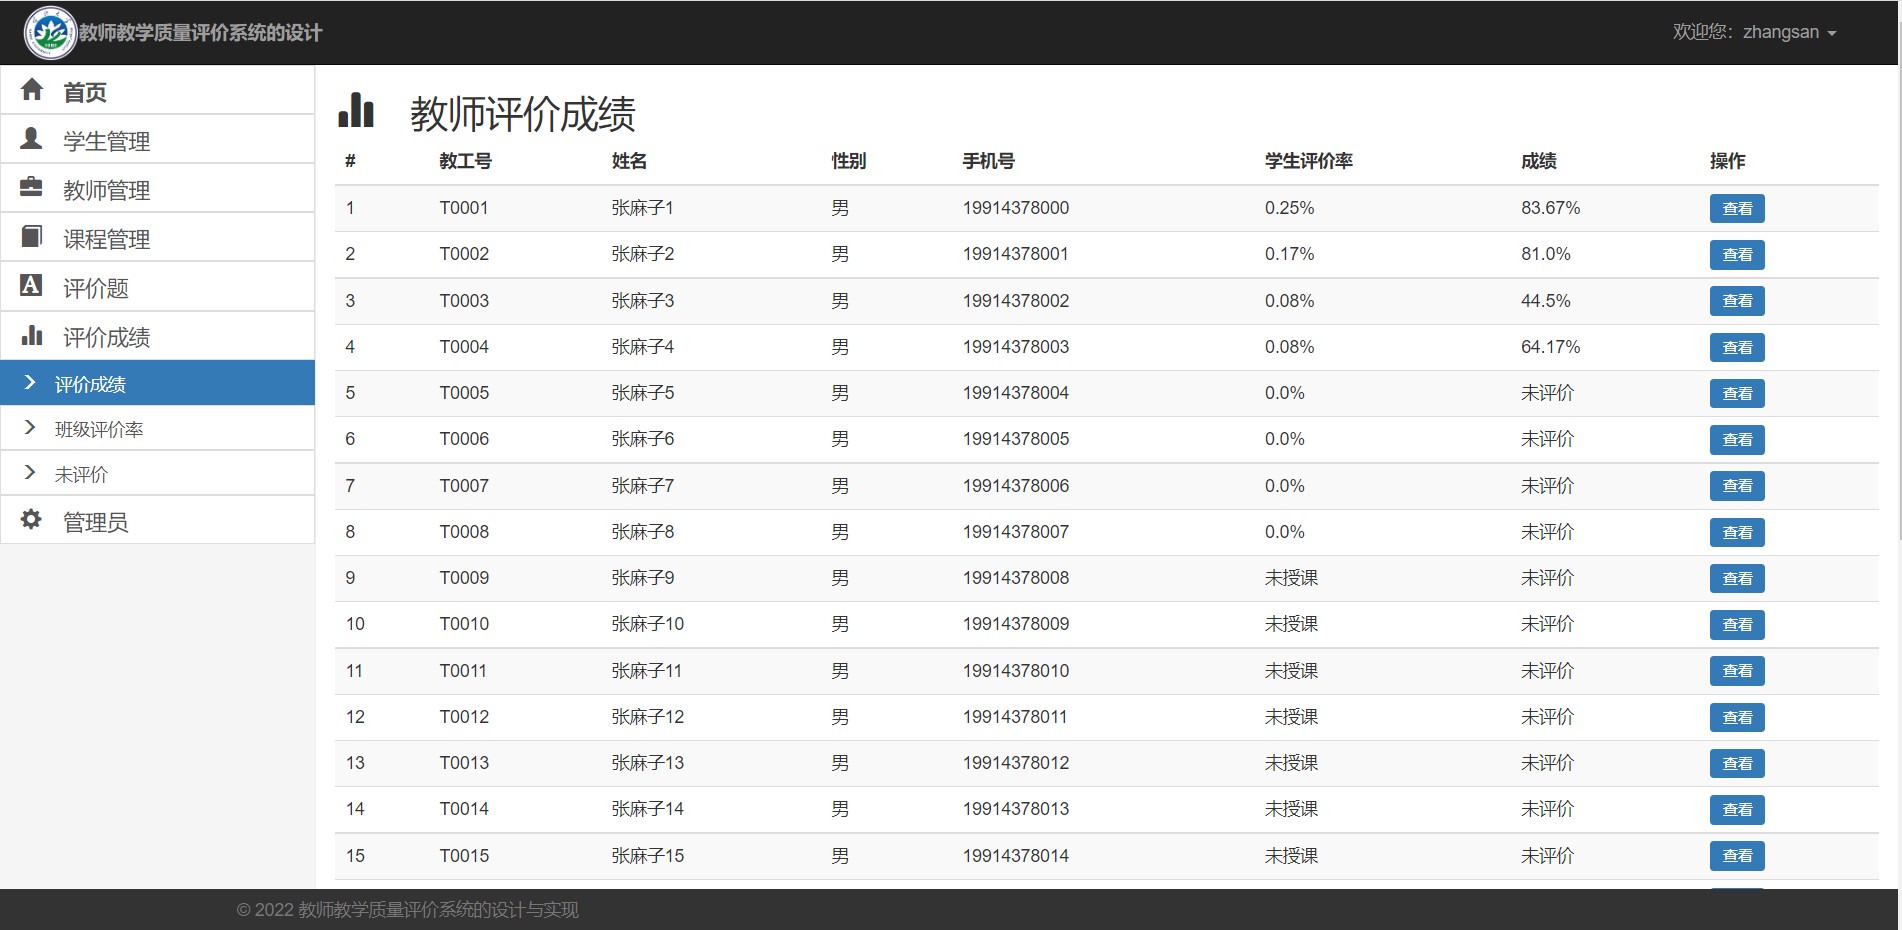 教师教学质量评价系统的设计
欢迎您：zhangsan
首页
学生管理
教师管理
课程管理
评价题
评价成绩
评价成绩
班级评价率
未评价
管理员
教师评价成绩
# 教工号 姓名 性别 手机号 学生评价率 成绩 操作
1 T0001 张麻子1 男 19914378000 0.25% 83.67% 查看
2 T0002 张麻子2 男 19914378001 0.17% 81.0% 查看
3 T0003 张麻子3 男 19914378002 0.08% 44.5% 查看
4 T0004 张麻子4 男 19914378003 0.08% 64.17% 查看
5 T0005 张麻子5 男 19914378004 0.0% 未评价 查看
6 T0006 张麻子6 男 19914378005 0.0% 未评价 查看
7 T0007 张麻子7 男 19914378006 0.0% 未评价 查看
8 T0008 张麻子8 男 19914378007 0.0% 未评价 查看
9 T0009 张麻子9 男 19914378008 未授课 未评价 查看
10 T0010 张麻子10 男 19914378009 未授课 未评价 查看
11 T0011 张麻子11 男 19914378010 未授课 未评价 查看
12 T0012 张麻子12 男 19914378011 未授课 未评价 查看
13 T0013 张麻子13 男 19914378012 未授课 未评价 查看
14 T0014 张麻子14 男 19914378013 未授课 未评价 查看
15 T0015 张麻子15 男 19914378014 未授课 未评价 查看
© 2022 教师教学质量评价系统的设计与实现